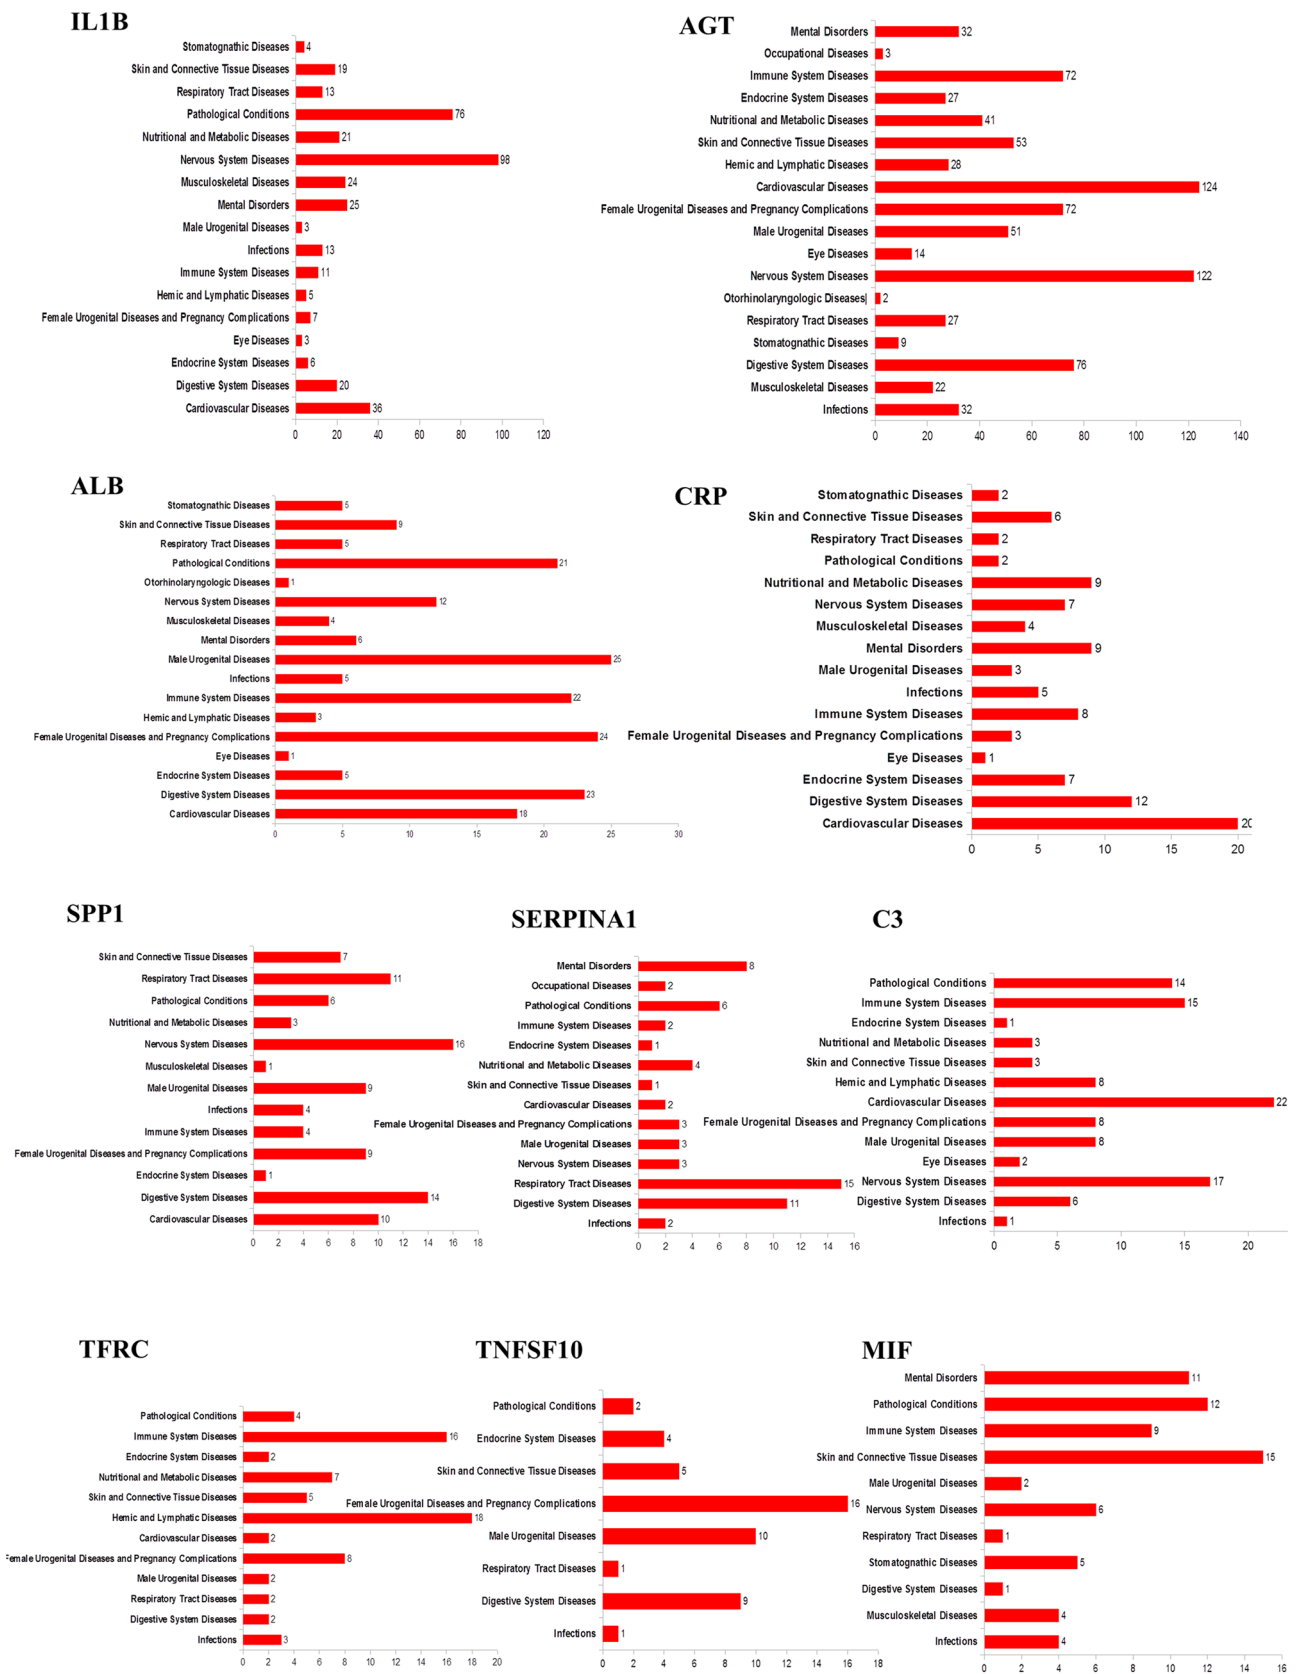 IL1B
Stomatognathic Diseases 4
Skin and Connective Tissue Diseases 19
Respiratory Tract Diseases 13
Pathological Conditions 76
Nutritional and Metabolic Diseases 21
Nervous System Diseases 98
Musculoskeletal Diseases 24
Mental Disorders 25
Male Urogenital Diseases 3
Infections 13
Immune System Diseases 11
Hemic and Lymphatic Diseases 5
Female Urogenital Diseases and Pregnancy Complications 7
Eye Diseases 3
Endocrine System Diseases 6
Digestive System Diseases 20
Cardiovascular Diseases 36
0 20 40 60 80 100 120
AGT
Mental Disorders 32
Occupational Diseases 3
Immune System Diseases 72
Endocrine System Diseases 27
Nutritional and Metabolic Diseases 41
Skin and Connective Tissue Diseases 53
Hemic and Lymphatic Diseases 28
Cardiovascular Diseases 124
Female Urogenital Diseases and Pregnancy Complications 72
Male Urogenital Diseases 51
Eye Diseases 14
Nervous System Diseases 122
Otorhinolaryngologic Diseases 2
Respiratory Tract Diseases 27
Stomatognathic Diseases 9
Digestive System Diseases 76
Musculoskeletal Diseases 22
Infections 32
0 20 40 60 80 100 120 140
ALB
Stomatognathic Diseases 5
Skin and Connective Tissue Diseases 9
Respiratory Tract Diseases 5
Pathological Conditions 21
Otorhinolaryngologic Diseases 1
Nervous System Diseases 12
Musculoskeletal Diseases 4
Mental Disorders 6
Male Urogenital Diseases 25
Infections 5
Immune System Diseases 22
Hemic and Lymphatic Diseases 3
Female Urogenital Diseases and Pregnancy Complications 24
Eye Diseases 1
Endocrine System Diseases 5
Digestive System Diseases 23
Cardiovascular Diseases 18
0 5 10 15 20 25 30
CRP
Stomatognathic Diseases 2
Skin and Connective Tissue Diseases 6
Respiratory Tract Diseases 2
Pathological Conditions 2
Nutritional and Metabolic Diseases 9
Nervous System Diseases 7
Musculoskeletal Diseases 4
Mental Disorders 9
Male Urogenital Diseases 3
Infections 5
Immune System Diseases 8
Female Urogenital Diseases and Pregnancy Complications 3
Eye Diseases 1
Endocrine System Diseases 7
Digestive System Diseases 12
Cardiovascular Diseases 20
0 5 10 15 20
SPP1
Skin and Connective Tissue Diseases 7
Respiratory Tract Diseases 11
Pathological Conditions 6
Nutritional and Metabolic Diseases 3
Nervous System Diseases 16
Musculoskeletal Diseases 1
Male Urogenital Diseases 9
Infections 4
Immune System Diseases 4
Female Urogenital Diseases and Pregnancy Complications 9
Endocrine System Diseases 1
Digestive System Diseases 14
Cardiovascular Diseases 10
0 2 4 6 8 10 12 14 16 18
SERPINA1
Mental Disorders 8
Occupational Diseases 2
Pathological Conditions 6
Immune System Diseases 2
Endocrine System Diseases 1
Nutritional and Metabolic Diseases 4
Skin and Connective Tissue Diseases 1
Cardiovascular Diseases 2
Female Urogenital Diseases and Pregnancy Complications 3
Male Urogenital Diseases 3
Nervous System Diseases 3
Respiratory Tract Diseases 15
Digestive System Diseases 11
Infections 2
0 2 4 6 8 10 12 14 16
C3
Pathological Conditions 14
Immune System Diseases 15
Endocrine System Diseases 1
Nutritional and Metabolic Diseases 3
Skin and Connective Tissue Diseases 3
Hemic and Lymphatic Diseases 8
Cardiovascular Diseases 22
Female Urogenital Diseases and Pregnancy Complications 8
Male Urogenital Diseases 8
Eye Diseases 2
Nervous System Diseases 17
Digestive System Diseases 6
Infections 1
0 5 10 15 20
TFRC
Pathological Conditions 4
Immune System Diseases 16
Endocrine System Diseases 2
Nutritional and Metabolic Diseases 7
Skin and Connective Tissue Diseases 5
Hemic and Lymphatic Diseases 18
Cardiovascular Diseases 2
Female Urogenital Diseases and Pregnancy Complications 8
Male Urogenital Diseases 2
Respiratory Tract Diseases 2
Digestive System Diseases 2
Infections 3
0 2 4 6 8 10 12 14 16 18 20
TNFSF10
Pathological Conditions 2
Endocrine System Diseases 4
Skin and Connective Tissue Diseases 5
Female Urogenital Diseases and Pregnancy Complications 16
Male Urogenital Diseases 10
Respiratory Tract Diseases 1
Digestive System Diseases 9
Infections 1
0 2 4 6 8 10 12 14 16 18
MIF
Mental Disorders 11
Pathological Conditions 12
Immune System Diseases 9
Skin and Connective Tissue Diseases 15
Male Urogenital Diseases 2
Nervous System Diseases 6
Respiratory Tract Diseases 1
Stomatognathic Diseases 5
Digestive System Diseases 1
Musculoskeletal Diseases 4
Infections 4
0 2 4 6 8 10 12 14 16